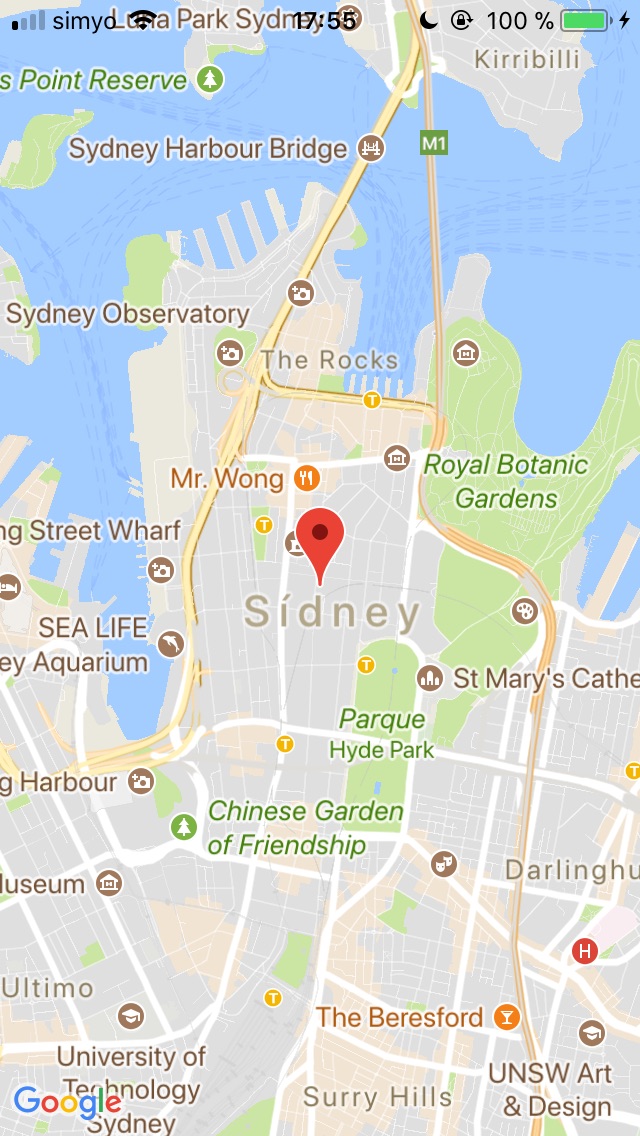 simyo
Luna Park Sydney
17:55
100 %
Kirribilli
s Point Reserve
Sydney Harbour Bridge
M1
Sydney Observatory
The Rocks
T
Mr. Wong
Royal Botanic
Gardens
T
ng Street Wharf
Sídney
SEA LIFE
ey Aquarium
T
St Mary's Cathe
Parque
Hyde Park
T
T
g Harbour
Chinese Garden
of Friendship
Darlinghu
Museum
H
Ultimo
T
The Beresford
University of
Technology
Sydney
UNSW Art
& Design
Surry Hills
Google